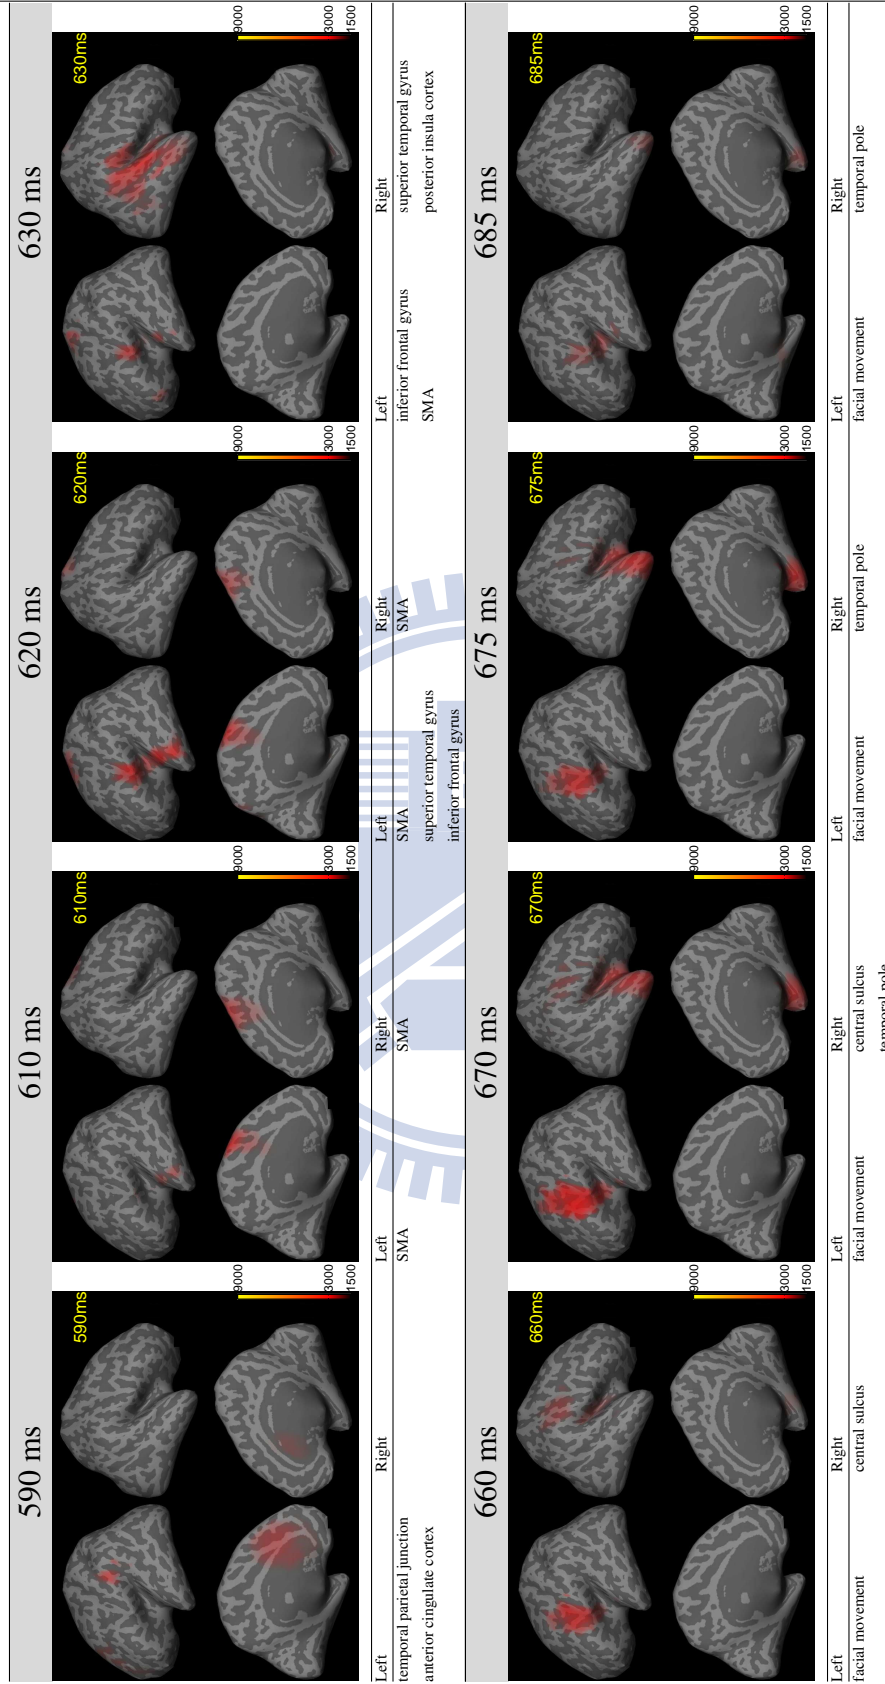 590 ms
610 ms
620 ms
630 ms
590ms
9000
3000
1500
610ms
9000
3000
1500
620ms
9000
3000
1500
630ms
9000
3000
1500
Left
Right
Left
Right
Left
Right
Left
Right
temporal parietal junction
SMA
SMA
SMA
SMA
inferior frontal gyrus
superior temporal gyrus
anterior cingulate cortex
superior temporal gyrus
SMA
posterior insula cortex
inferior frontal gyrus
660 ms
670 ms
675 ms
685 ms
660ms
9000
3000
1500
670ms
9000
3000
1500
675ms
9000
3000
1500
685ms
9000
3000
1500
Left
Right
Left
Right
Left
Right
Left
Right
facial movement
central sulcus
facial movement
central sulcus
facial movement
temporal pole
facial movement
temporal pole
temporal pole